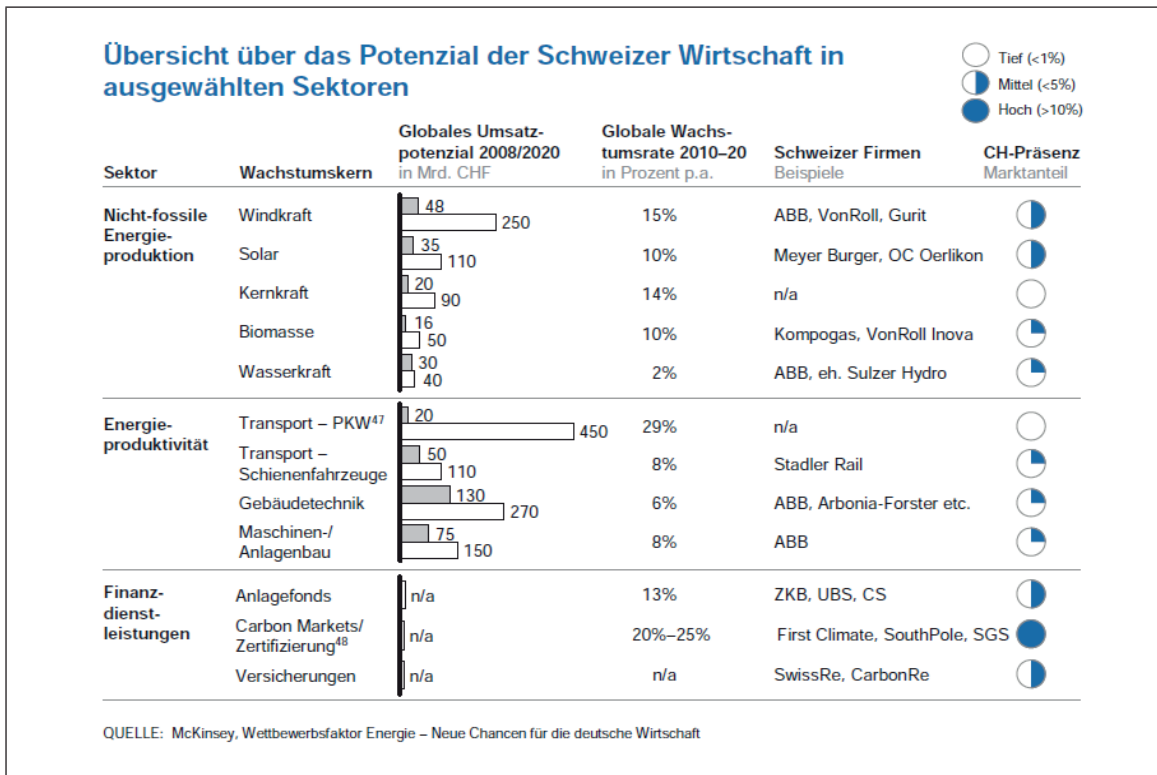 Übersicht über das Potenzial der Schweizer Wirtschaft in
ausgewählten Sektoren
Tief (<1%)
Mittel (<5%)
Hoch (>10%)
Sektor
Wachstumskern
Globales Umsatz-
potenzial 2008/2020
in Mrd. CHF
Globale Wachs-
tumsrate 2010–20
in Prozent p.a.
Schweizer Firmen
Beispiele
CH-Präsenz
Marktanteil
Nicht-fossile
Energie-
produktion
Windkraft
48
250
15%
ABB, VonRoll, Gurit
Solar
35
110
10%
Meyer Burger, OC Oerlikon
Kernkraft
20
90
14%
n/a
Biomasse
16
50
10%
Kompogas, VonRoll Inova
Wasserkraft
30
40
2%
ABB, eh. Sulzer Hydro
Energie-
produktivität
Transport – PKW47
20
450
29%
n/a
Transport –
Schienenfahrzeuge
50
110
8%
Stadler Rail
Gebäudetechnik
130
270
6%
ABB, Arbonia-Forster etc.
Maschinen-/
Anlagenbau
75
150
8%
ABB
Finanz-
dienst-
leistungen
Anlagefonds
n/a
13%
ZKB, UBS, CS
Carbon Markets/
Zertifizierung48
n/a
20%–25%
First Climate, SouthPole, SGS
Versicherungen
n/a
n/a
SwissRe, CarbonRe
QUELLE: McKinsey, Wettbewerbsfaktor Energie – Neue Chancen für die deutsche Wirtschaft